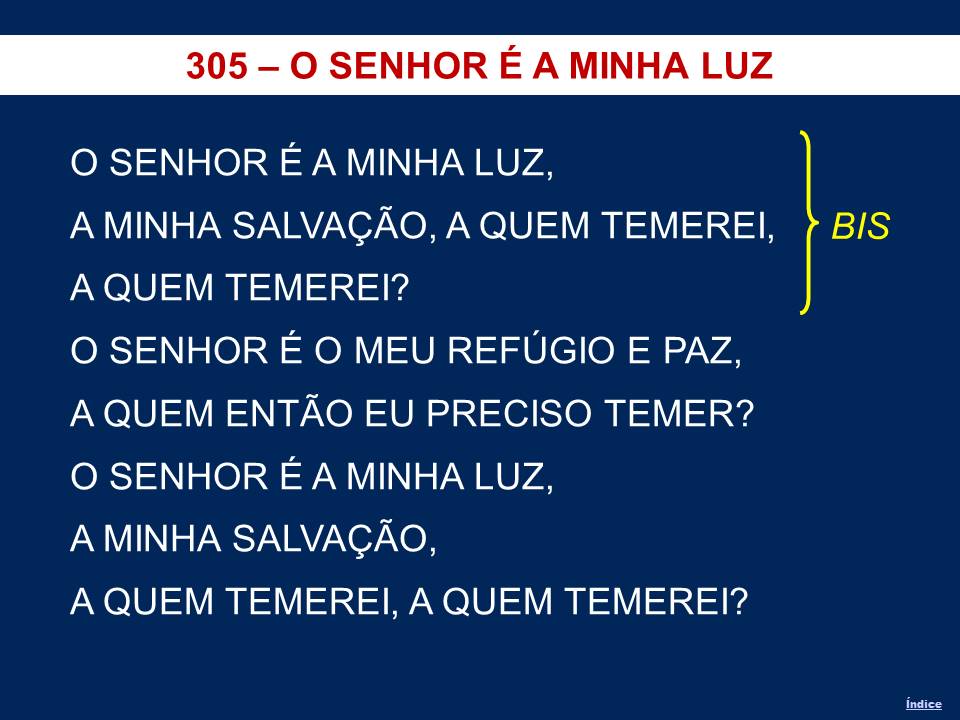 305 – O SENHOR É A MINHA LUZ
O SENHOR É A MINHA LUZ,
A MINHA SALVAÇÃO, A QUEM TEMEREI,
BIS
A QUEM TEMEREI?
O SENHOR É O MEU REFÚGIO E PAZ,
A QUEM ENTÃO EU PRECISO TEMER?
O SENHOR É A MINHA LUZ,
A MINHA SALVAÇÃO,
A QUEM TEMEREI, A QUEM TEMEREI?
Índice